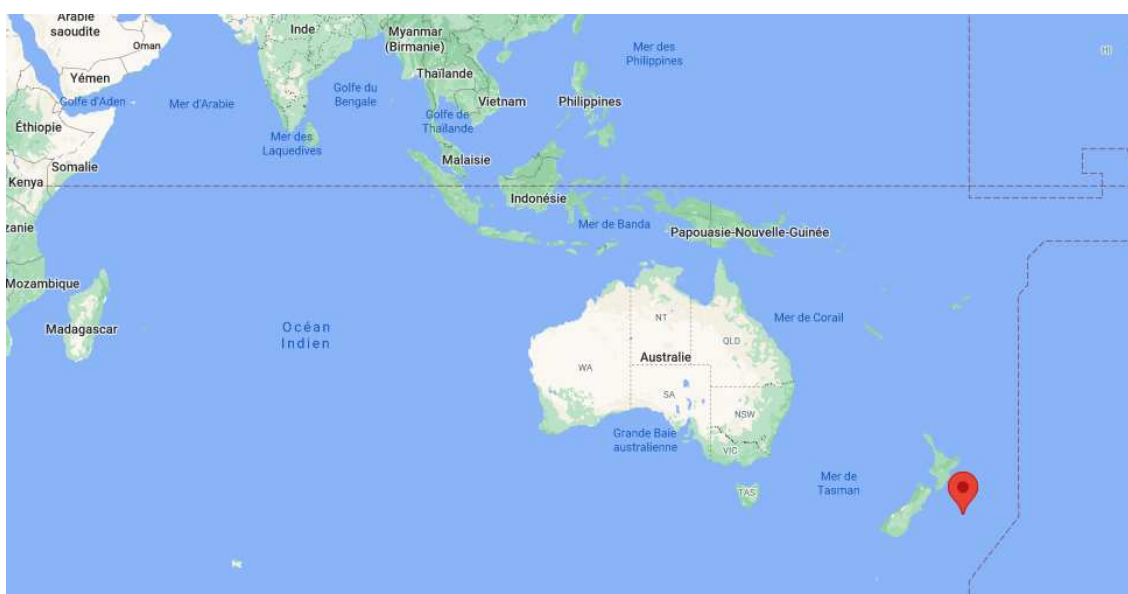 Arabie
saoudite
Oman
Inde
Myanmar
(Birmanie)
Mer des
Philippines
HI
Yémen
Thaïlande
Golfe d'Aden
Mer d'Arabie
Golfe du
Bengale
Vietnam
Philippines
Éthiopie
Golfe de
Thaïlande
Mer des
Laquedives
Somalie
Malaisie
Kenya
Indonésie
zanie
Mer de Banda
Papouasie-Nouvelle-Guinée
Mozambique
Madagascar
Océan
Indien
NT
Mer de Corail
QLD
Australie
WA
SA
NSW
Grande Baie
australienne
VIC
Mer de
Tasman
TAS